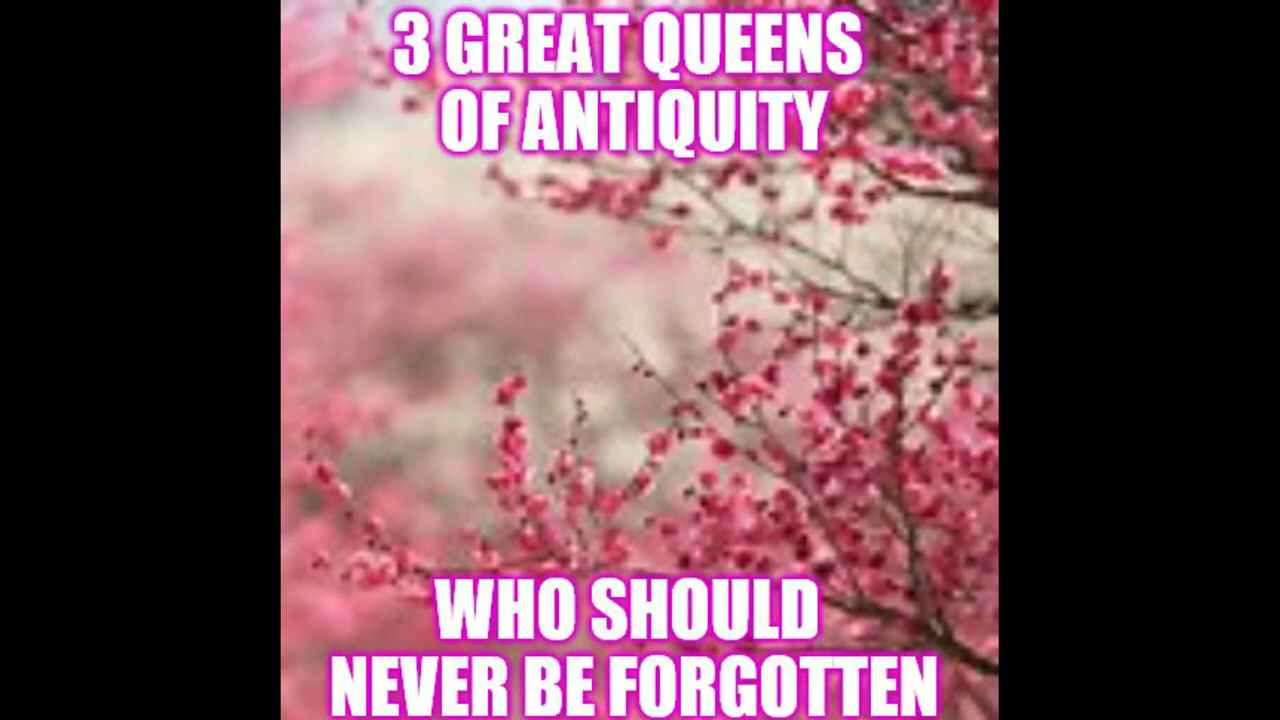 3 GREAT QUEENS
OF ANTIQUITY
WHO SHOULD
NEVER BE FORGOTTEN